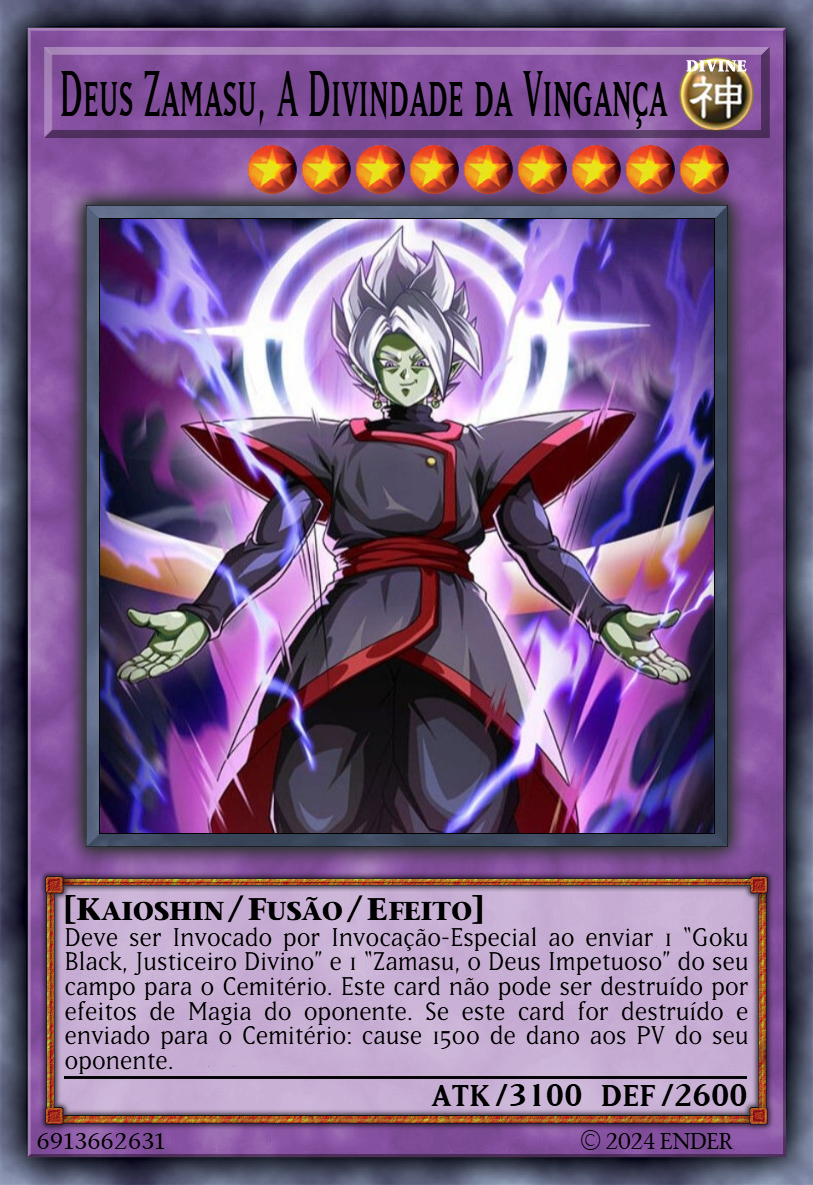 Deus Zamasu, A Divindade da Vingança
DIVINE
神
[Kaioshin/Fusão/Efeito]
Deve ser Invocado por Invocação-Especial ao enviar 1 "Goku
Black, Justiceiro Divino" e 1 "Zamasu, o Deus Impetuoso" do seu
campo para o Cemitério. Este card não pode ser destruído por
efeitos de Magia do oponente. Se este card for destruído e
enviado para o Cemitério: cause 1500 de dano aos PV do seu
oponente.
ATK/3100 DEF/2600
6913662631 © 2024 ENDER